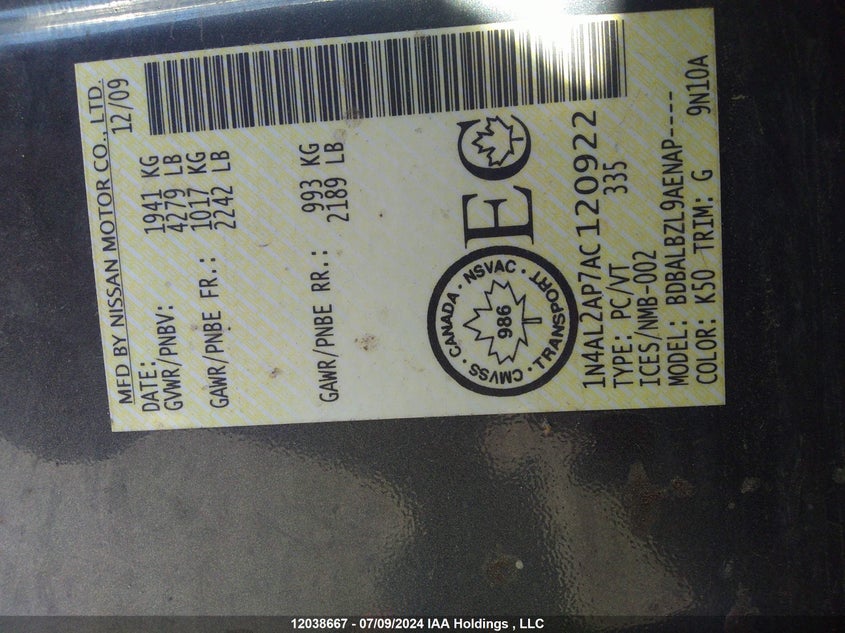 MFD BY NISSAN MOTOR CO., LTD.
DATE: 12/09
GVWR/PNBV: 1941 KG
4279 LB
GAWR/PNBE FR.: 1017 KG
2242 LB
GAWR/PNBE RR.: 993 KG
2189 LB
CANADA · NSVAC · TRANSPORT · CMVSS ·
986
EC
1N4AL2AP7AC120922
TYPE: PC/VT 335
ICES/NMB-002
MODEL: BDBALBZL9AENAP----
COLOR: K50 TRIM: G 9N10A
12038667 - 07/09/2024 IAA Holdings , LLC